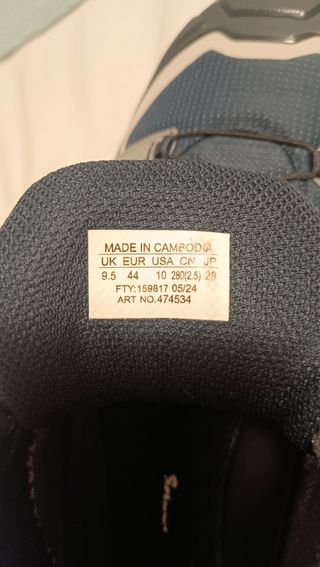 MADE IN CAMBODIA
UK EUR USA CN JP
9.5 44 10 280(2.5) 28
FTY:159817 05/24
ART NO.474534